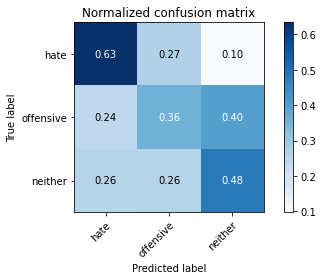 Normalized confusion matrix
True label
hate 0.63 0.27 0.10
offensive 0.24 0.36 0.40
neither 0.26 0.26 0.48
hate offensive neither
Predicted label
0.6
0.5
0.4
0.3
0.2
0.1